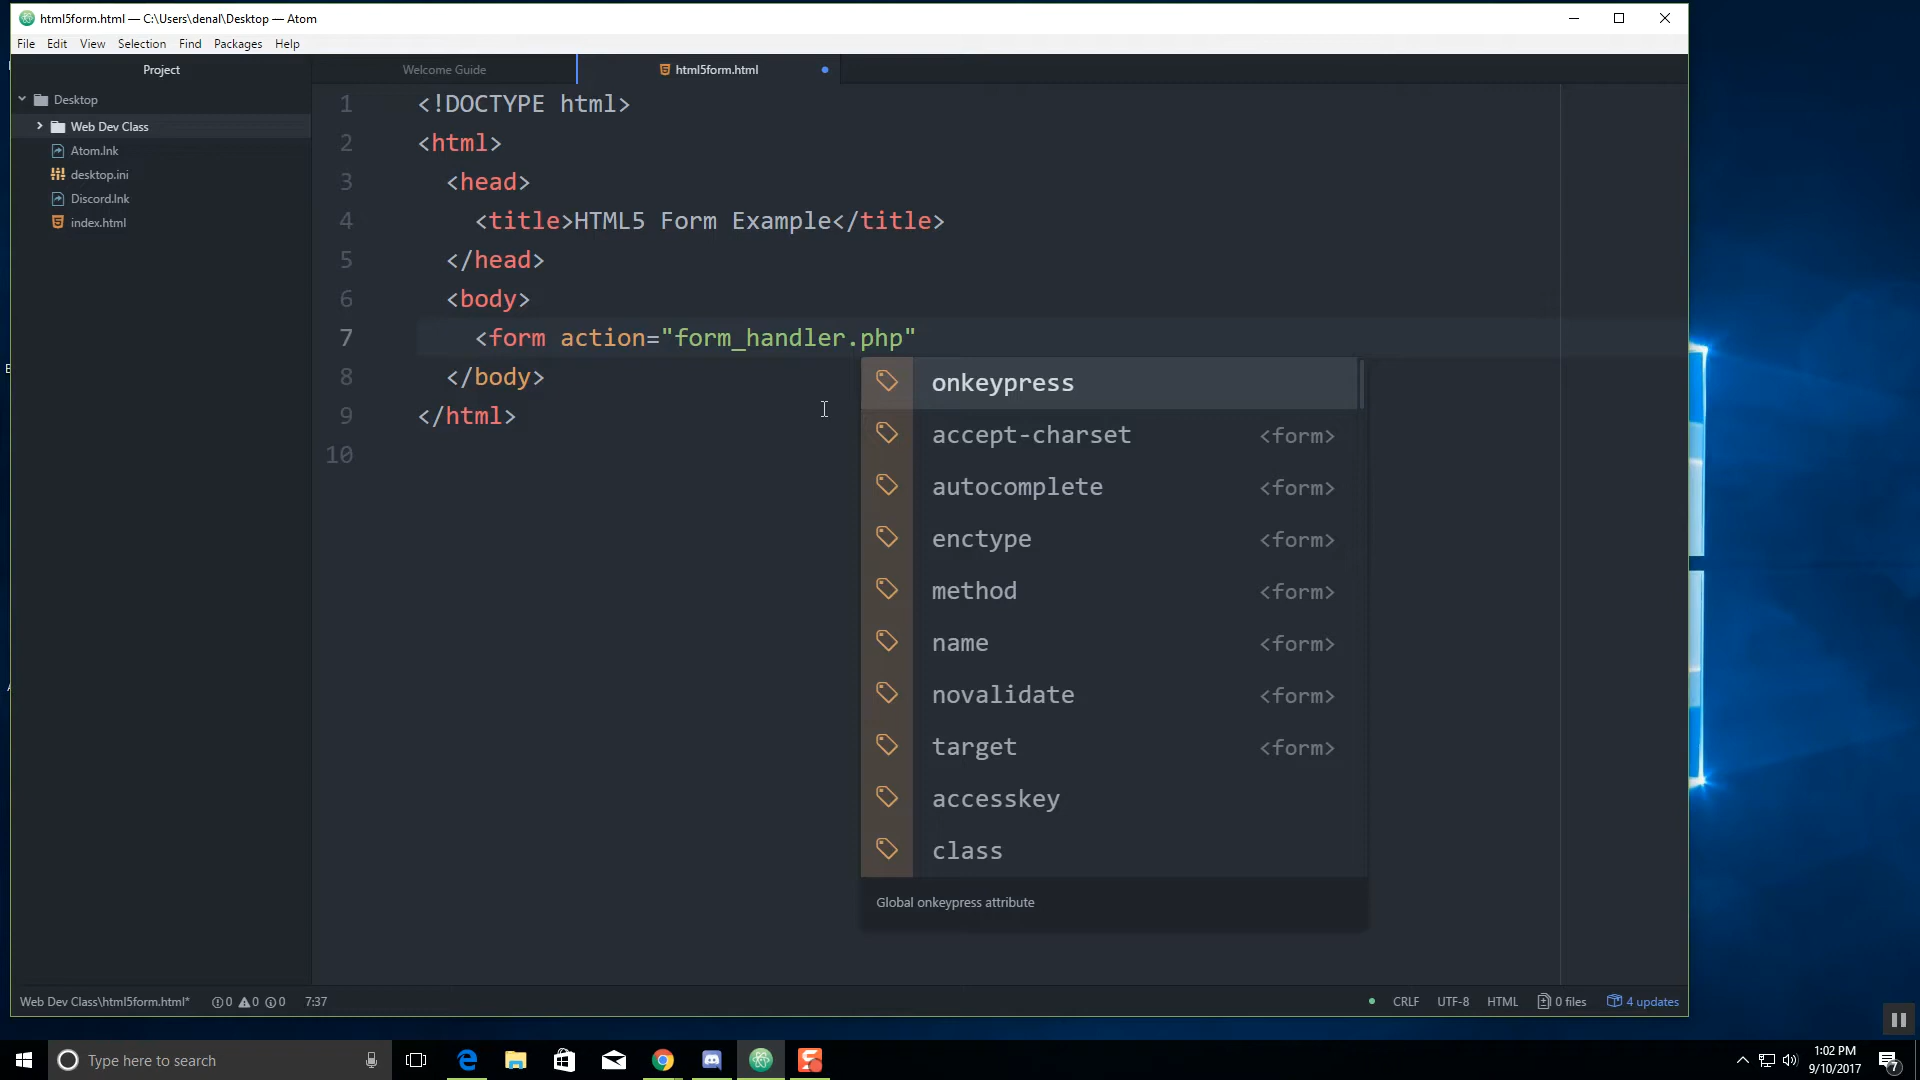 html5form.html — C:\Users\denal\Desktop — Atom
File Edit View Selection Find Packages Help
Project
Welcome Guide
html5form.html
Desktop
Web Dev Class
Atom.lnk
desktop.ini
Discord.lnk
index.html
1 <!DOCTYPE html>
2 <html>
3 <head>
4 <title>HTML5 Form Example</title>
5 </head>
6 <body>
7 <form action="form_handler.php"
8 </body>
9 </html>
10
onkeypress
accept-charset <form>
autocomplete <form>
enctype <form>
method <form>
name <form>
novalidate <form>
target <form>
accesskey
class
Global onkeypress attribute
Web Dev Class\html5form.html* 0 0 0 7:37
CRLF UTF-8 HTML 0 files 4 updates
Type here to search
1:02 PM
9/10/2017
7